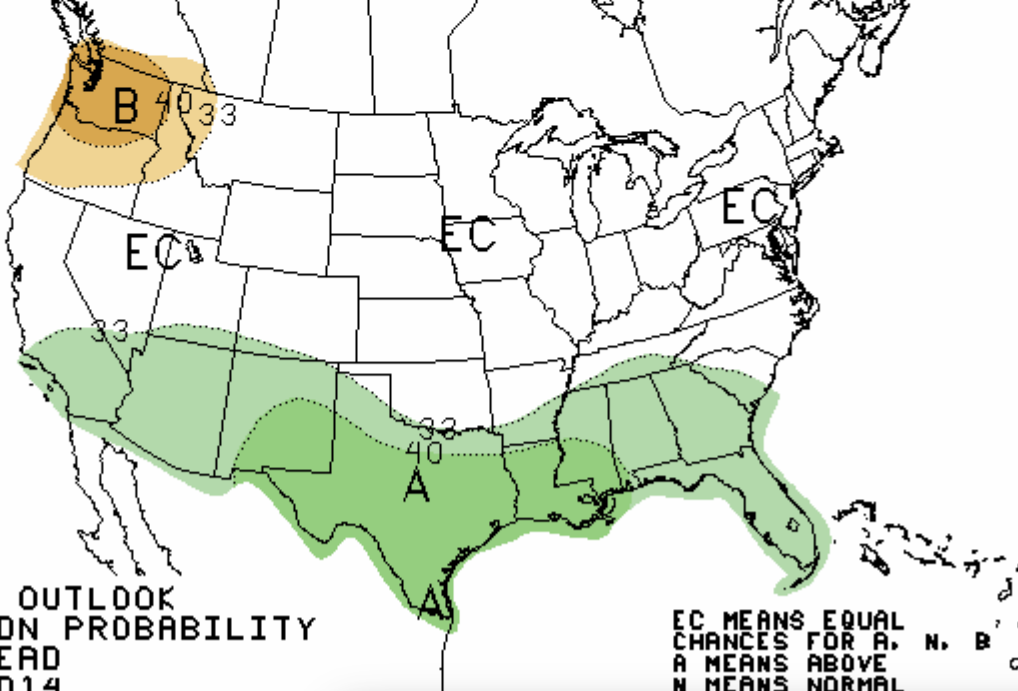 B 40
33
EC
EC
EC
33
33
40
A
A
OUTLOOK
ON PROBABILITY
EAD
014
EC MEANS EQUAL
CHANCES FOR A, N, B
A MEANS ABOVE
N MEANS NORMAL